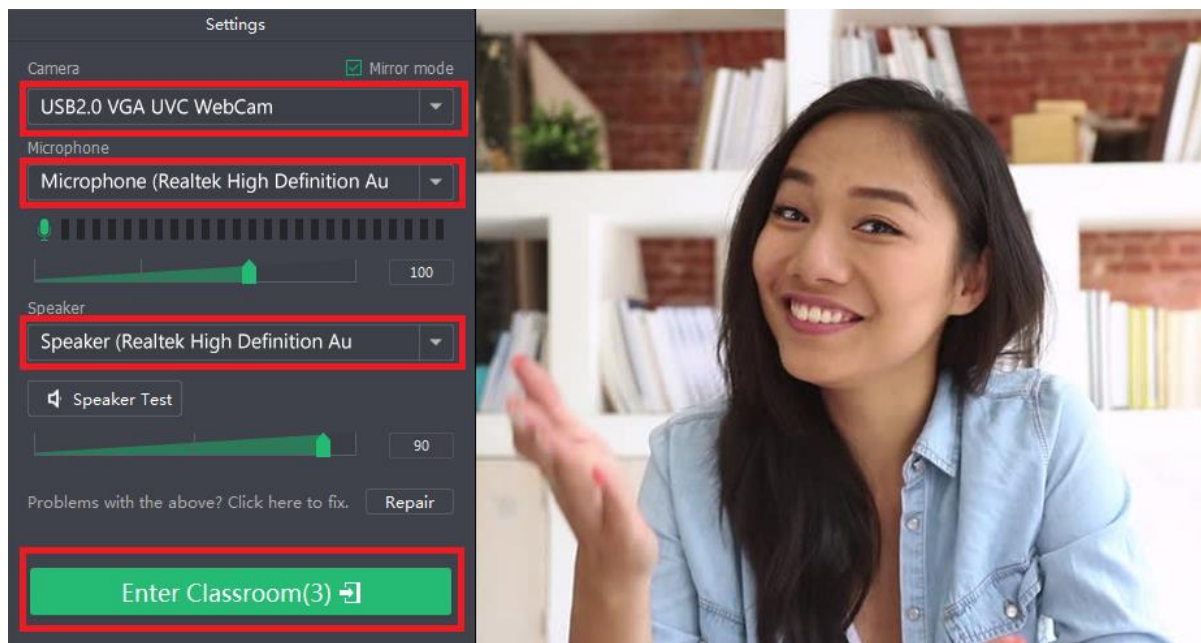 Settings
Camera
Mirror mode
USB2.0 VGA UVC WebCam
Microphone
Microphone (Realtek High Definition Au
100
Speaker
Speaker (Realtek High Definition Au
Speaker Test
90
Problems with the above? Click here to fix.
Repair
Enter Classroom(3)